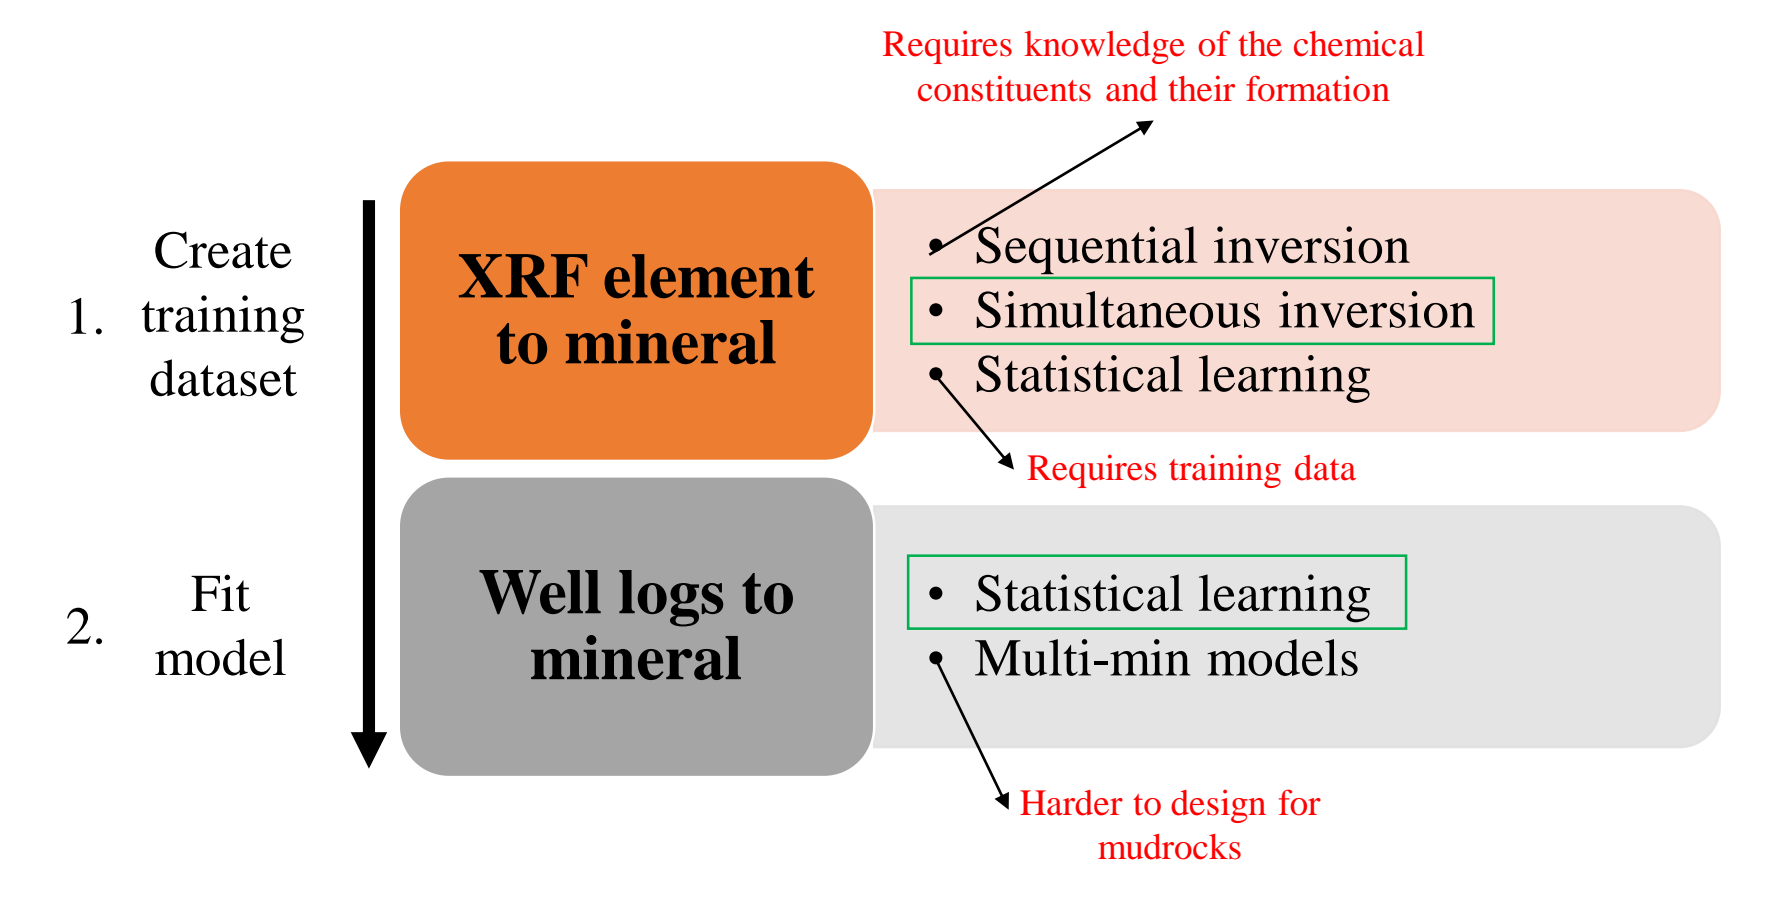 Requires knowledge of the chemical
constituents and their formation
1.
Create
training
dataset
XRF element
to mineral
• Sequential inversion
• Simultaneous inversion
• Statistical learning
Requires training data
2.
Fit
model
Well logs to
mineral
• Statistical learning
• Multi-min models
Harder to design for
mudrocks